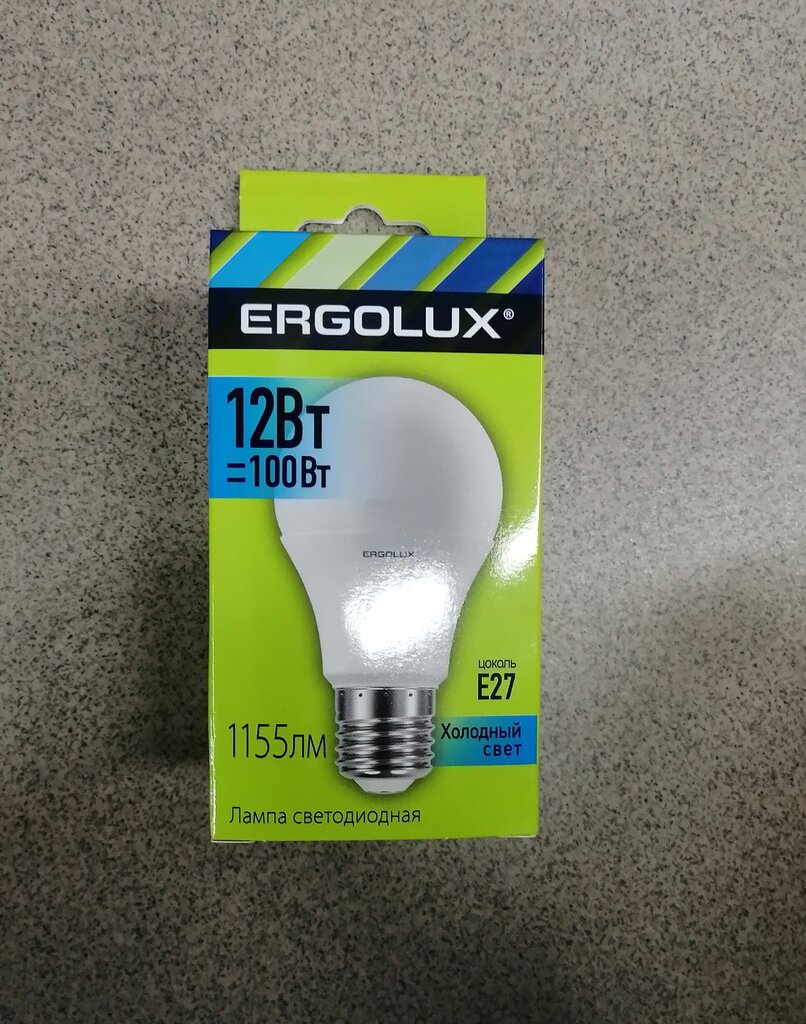 ERGOLUX®
12Вт
=100Вт
ERGOLUX
цоколь
E27
1155лм
Холодный
свет
Лампа светодиодная